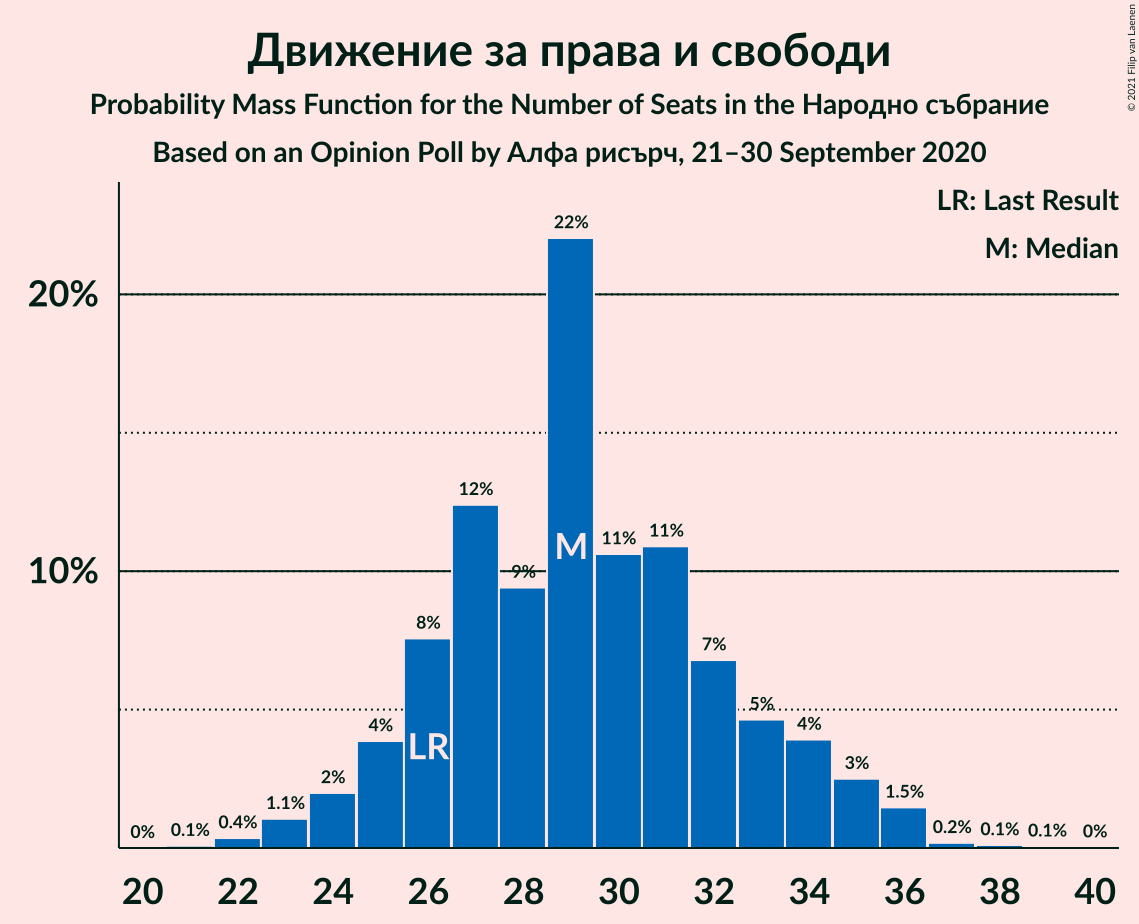 Движение за права и свободи
Probability Mass Function for the Number of Seats in the Народно събрание
Based on an Opinion Poll by Алфа рисърч, 21–30 September 2020
© 2021 Filip van Laenen
LR: Last Result
M: Median
22%
20%
12%
11%
11%
M
10%
9%
8%
7%
5%
4%
4%
LR
3%
2%
1.5%
1.1%
0.4%
0.2%
0%
0.1%
0.1%
0.1%
0%
20 22 24 26 28 30 32 34 36 38 40